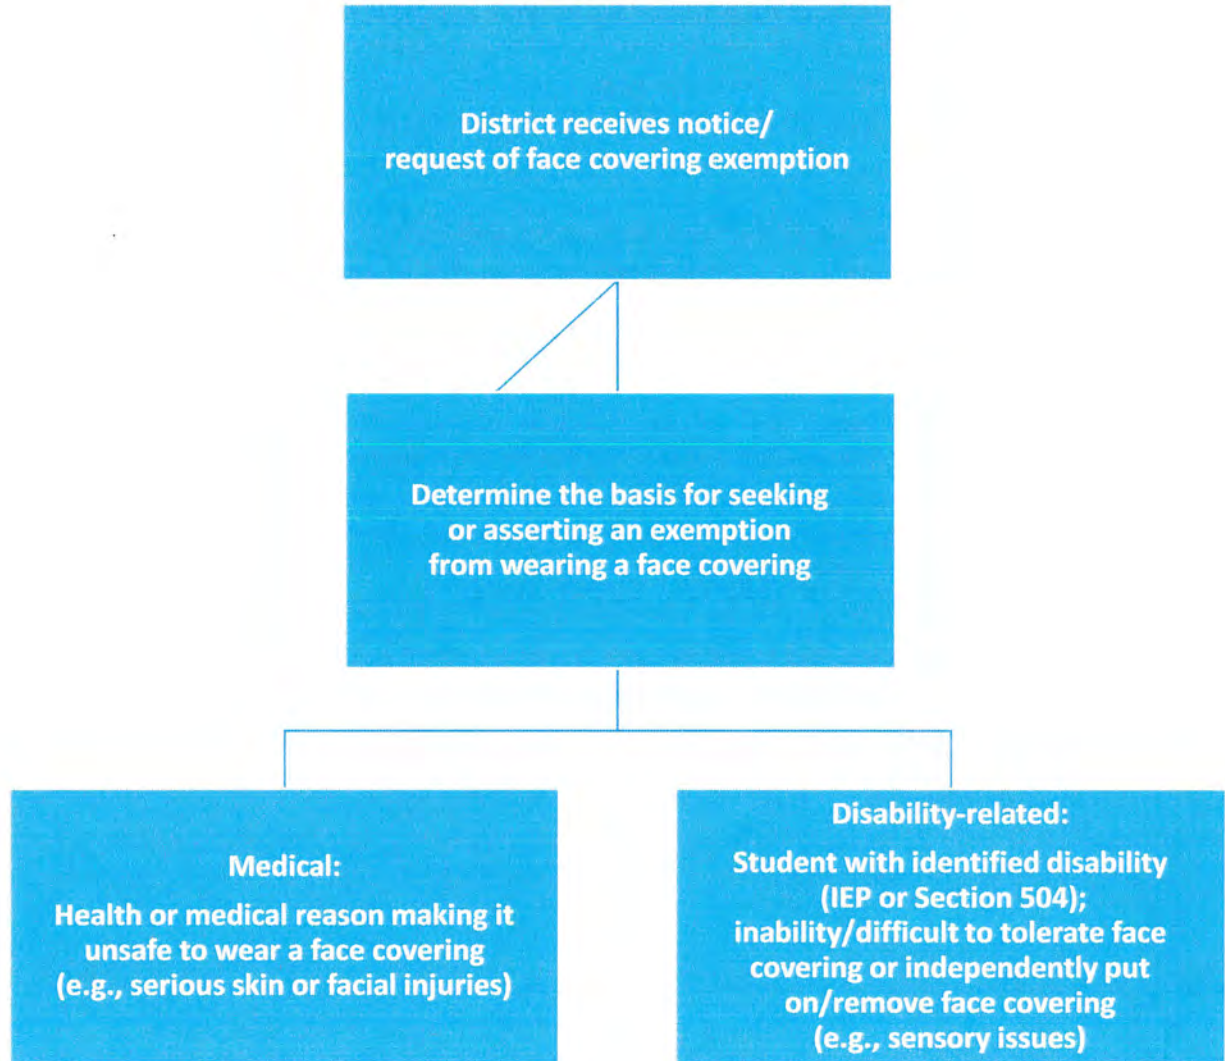 District receives notice/
request of face covering exemption
Determine the basis for seeking
or asserting an exemption
from wearing a face covering
Medical:
Health or medical reason making it
unsafe to wear a face covering
(e.g., serious skin or facial injuries)
Disability-related:
Student with identified disability
(IEP or Section 504);
inability/difficult to tolerate face
covering or independently put
on/remove face covering
(e.g., sensory issues)